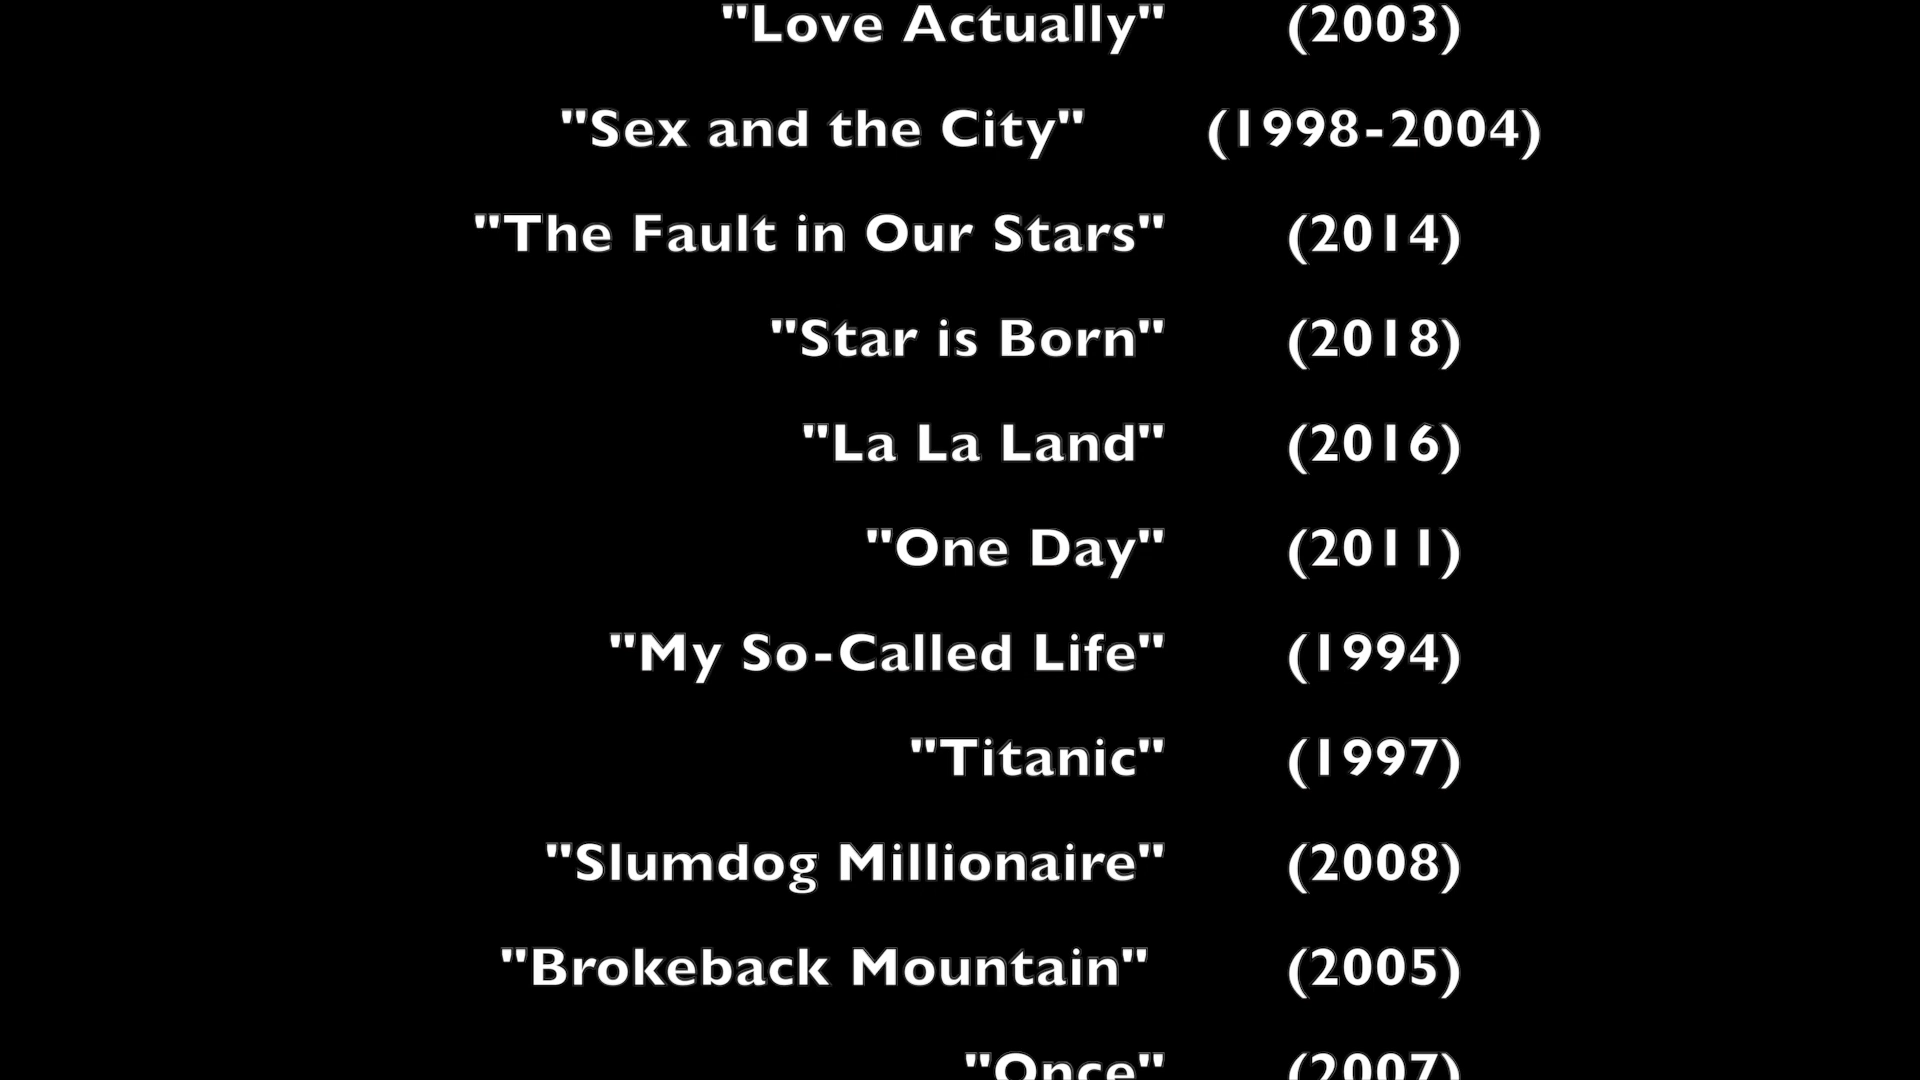 "Love Actually" (2003)
"Sex and the City" (1998-2004)
"The Fault in Our Stars" (2014)
"Star is Born" (2018)
"La La Land" (2016)
"One Day" (2011)
"My So-Called Life" (1994)
"Titanic" (1997)
"Slumdog Millionaire" (2008)
"Brokeback Mountain" (2005)
"Once" (2007)